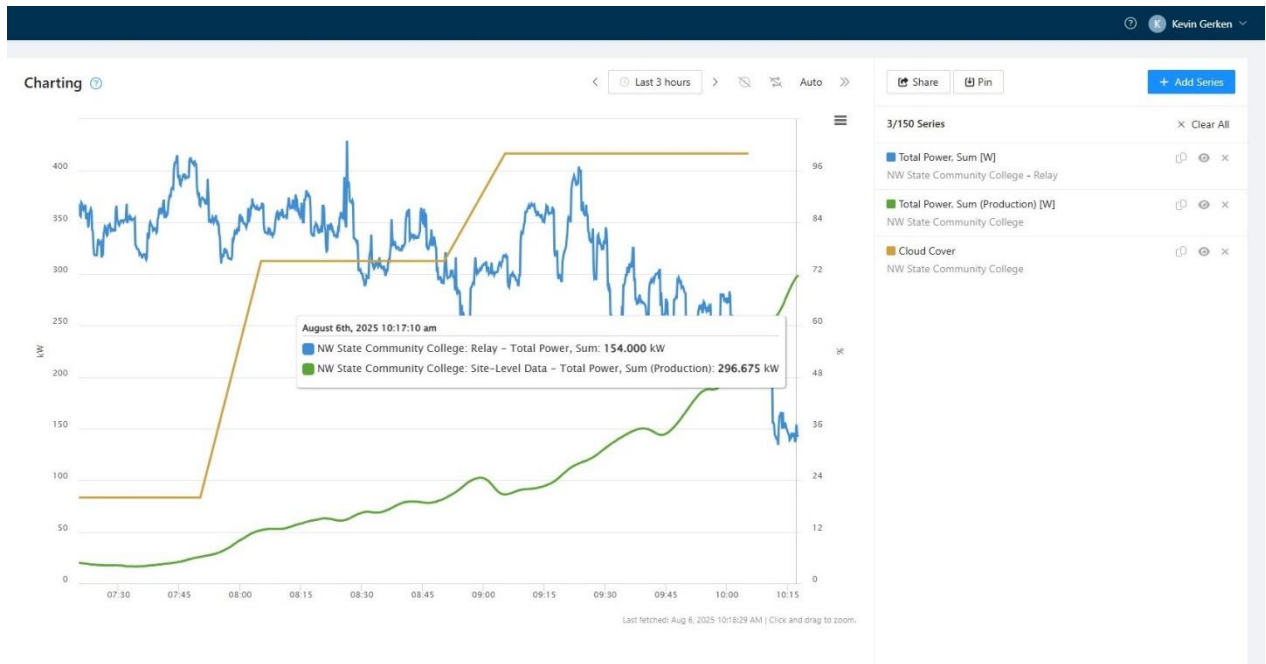 K Kevin Gerken
Charting
Last 3 hours
Auto
Share
Pin
+ Add Series
3/150 Series
× Clear All
Total Power, Sum [W]
NW State Community College - Relay
Total Power, Sum (Production) [W]
NW State Community College
Cloud Cover
NW State Community College
kW
400
350
300
250
200
150
100
50
0
%
96
84
72
60
48
36
24
12
0
August 6th, 2025 10:17:10 am
NW State Community College: Relay – Total Power, Sum: 154.000 kW
NW State Community College: Site-Level Data – Total Power, Sum (Production): 296.675 kW
07:30 07:45 08:00 08:15 08:30 08:45 09:00 09:15 09:30 09:45 10:00 10:15
Last fetched: Aug 6, 2025 10:18:29 AM | Click and drag to zoom.